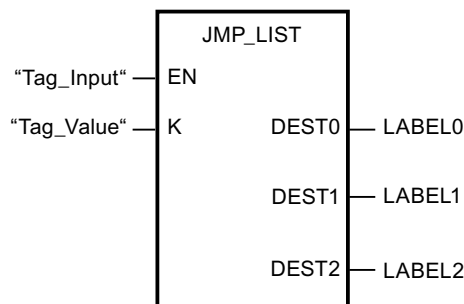 JMP_LIST
“Tag_Input“ EN
“Tag_Value“ K DEST0 LABEL0
DEST1 LABEL1
DEST2 LABEL2